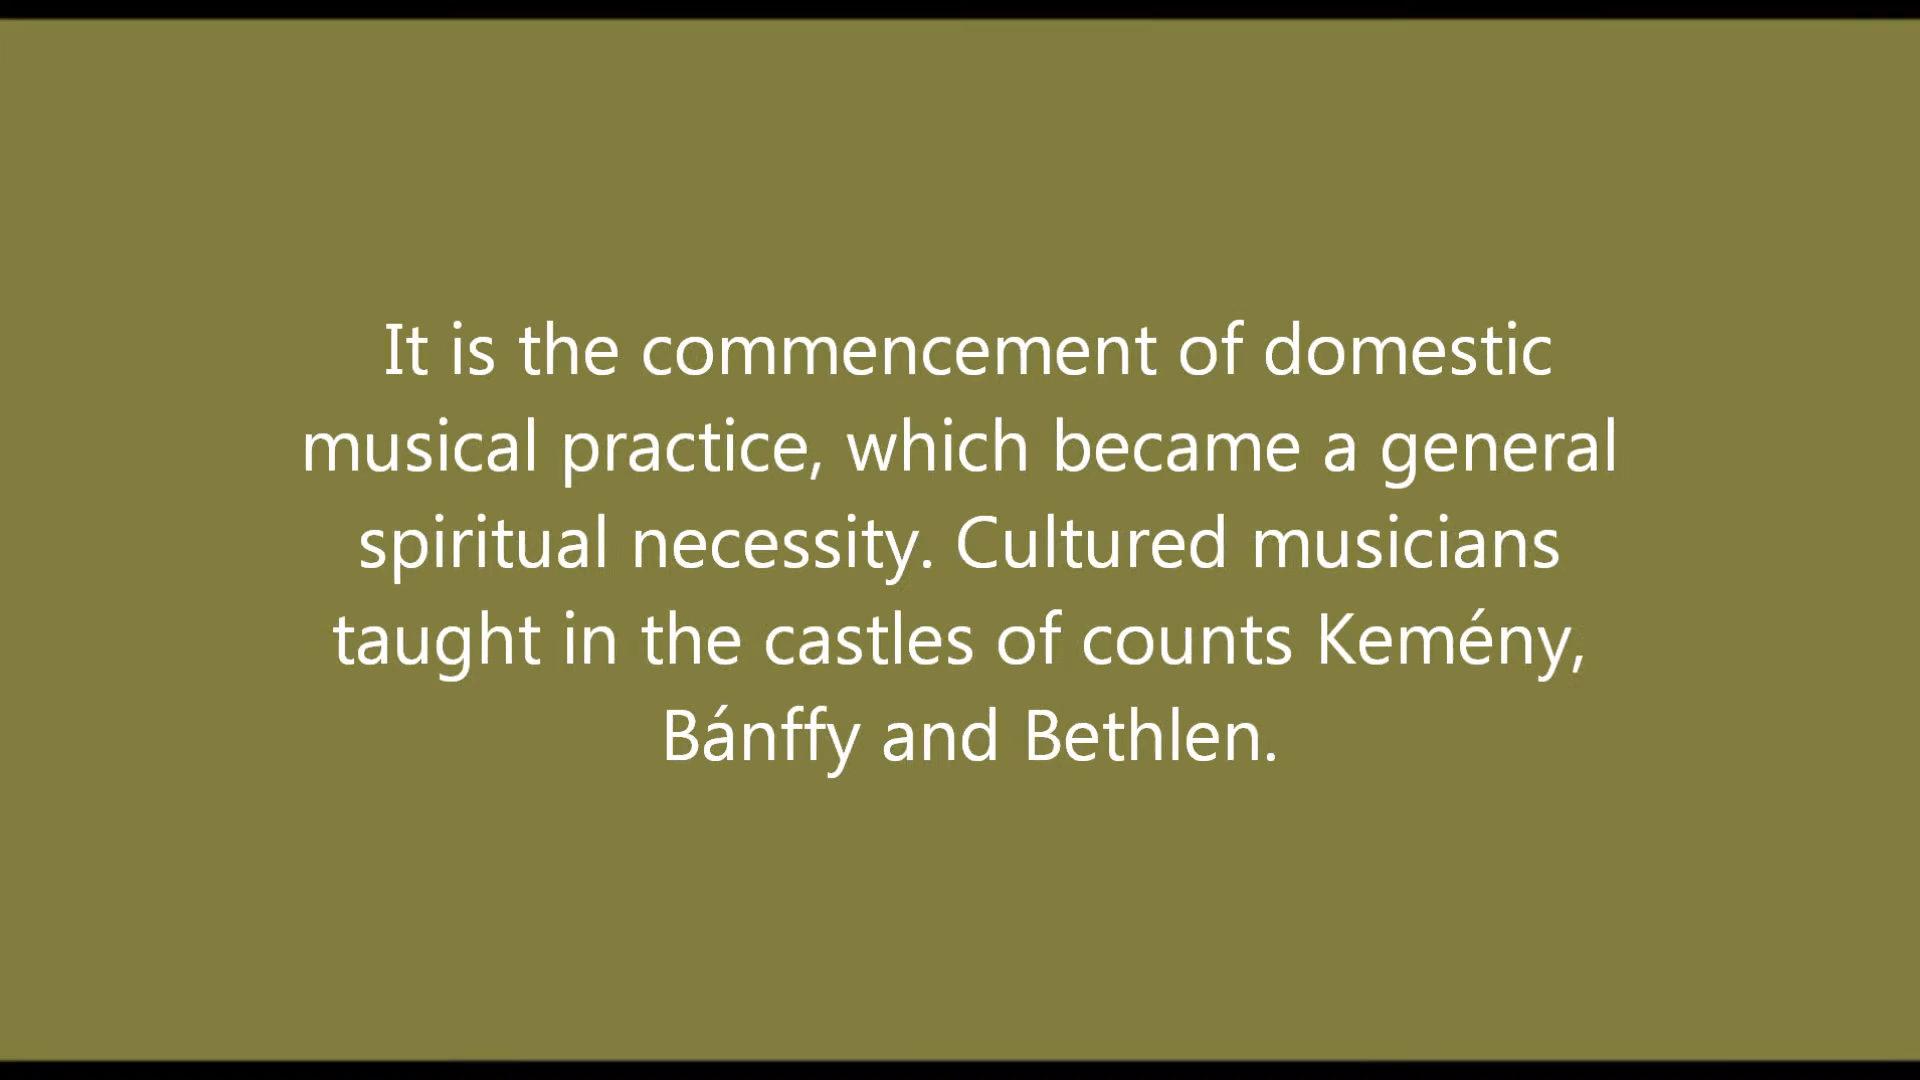 It is the commencement of domestic
musical practice, which became a general
spiritual necessity. Cultured musicians
taught in the castles of counts Kemény,
Bánffy and Bethlen.